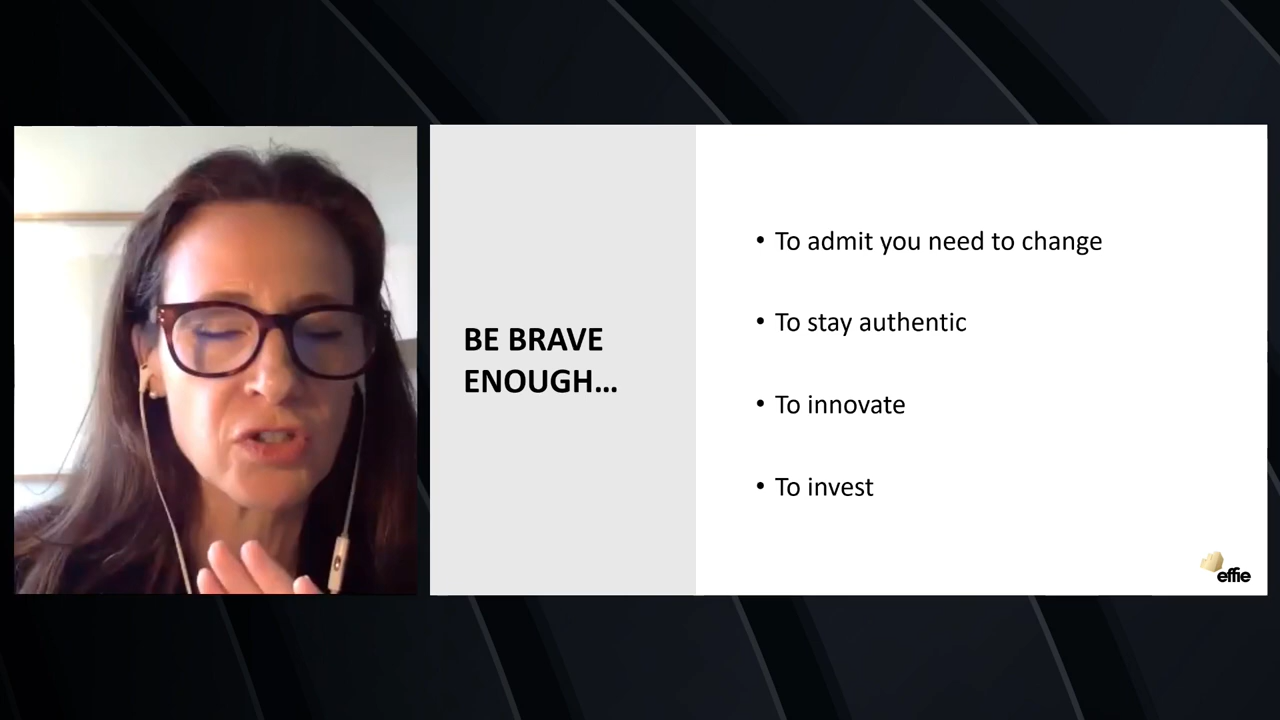 BE BRAVE
ENOUGH...
• To admit you need to change
• To stay authentic
• To innovate
• To invest
effie